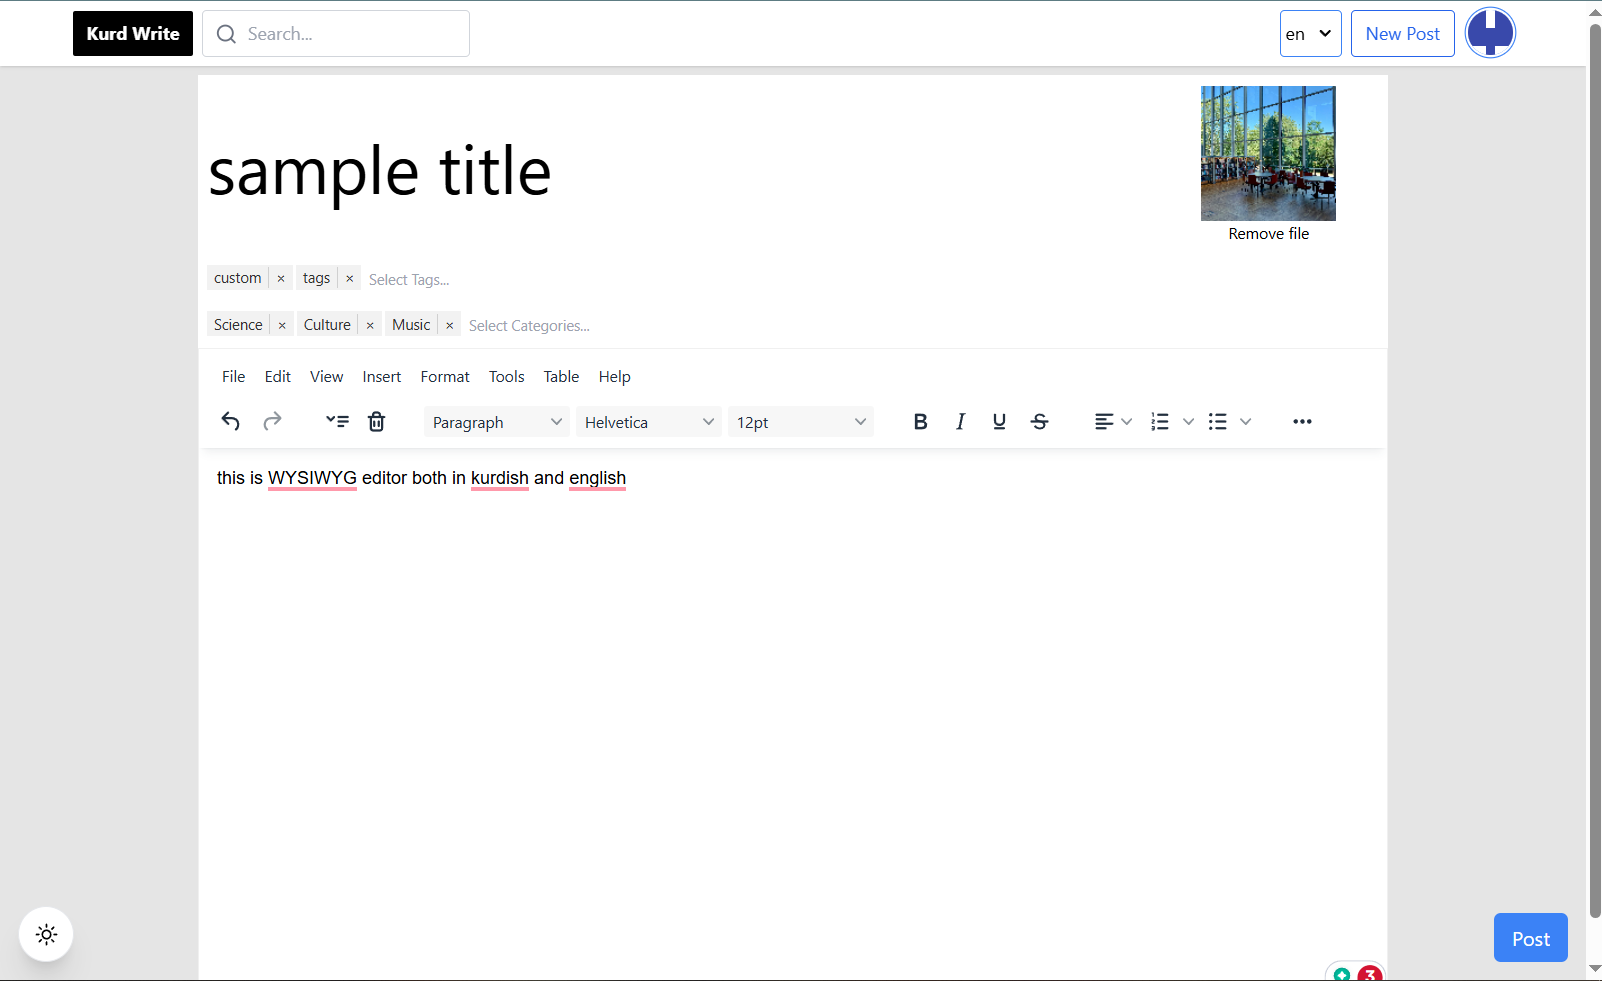 Kurd Write Search... en New Post
sample title
Remove file
custom × tags × Select Tags...
Science × Culture × Music × Select Categories...
File Edit View Insert Format Tools Table Help
Paragraph Helvetica 12pt B I U S
this is WYSIWYG editor both in kurdish and english
Post
3